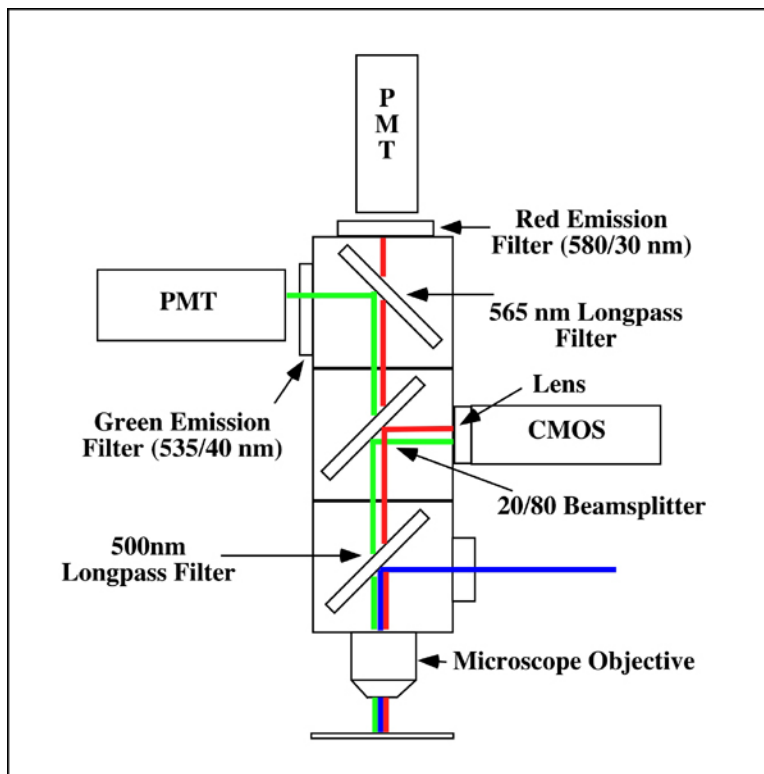 P
M
T
Red Emission
Filter (580/30 nm)
PMT
565 nm Longpass
Filter
Lens
Green Emission
Filter (535/40 nm)
CMOS
20/80 Beamsplitter
500nm
Longpass Filter
Microscope Objective